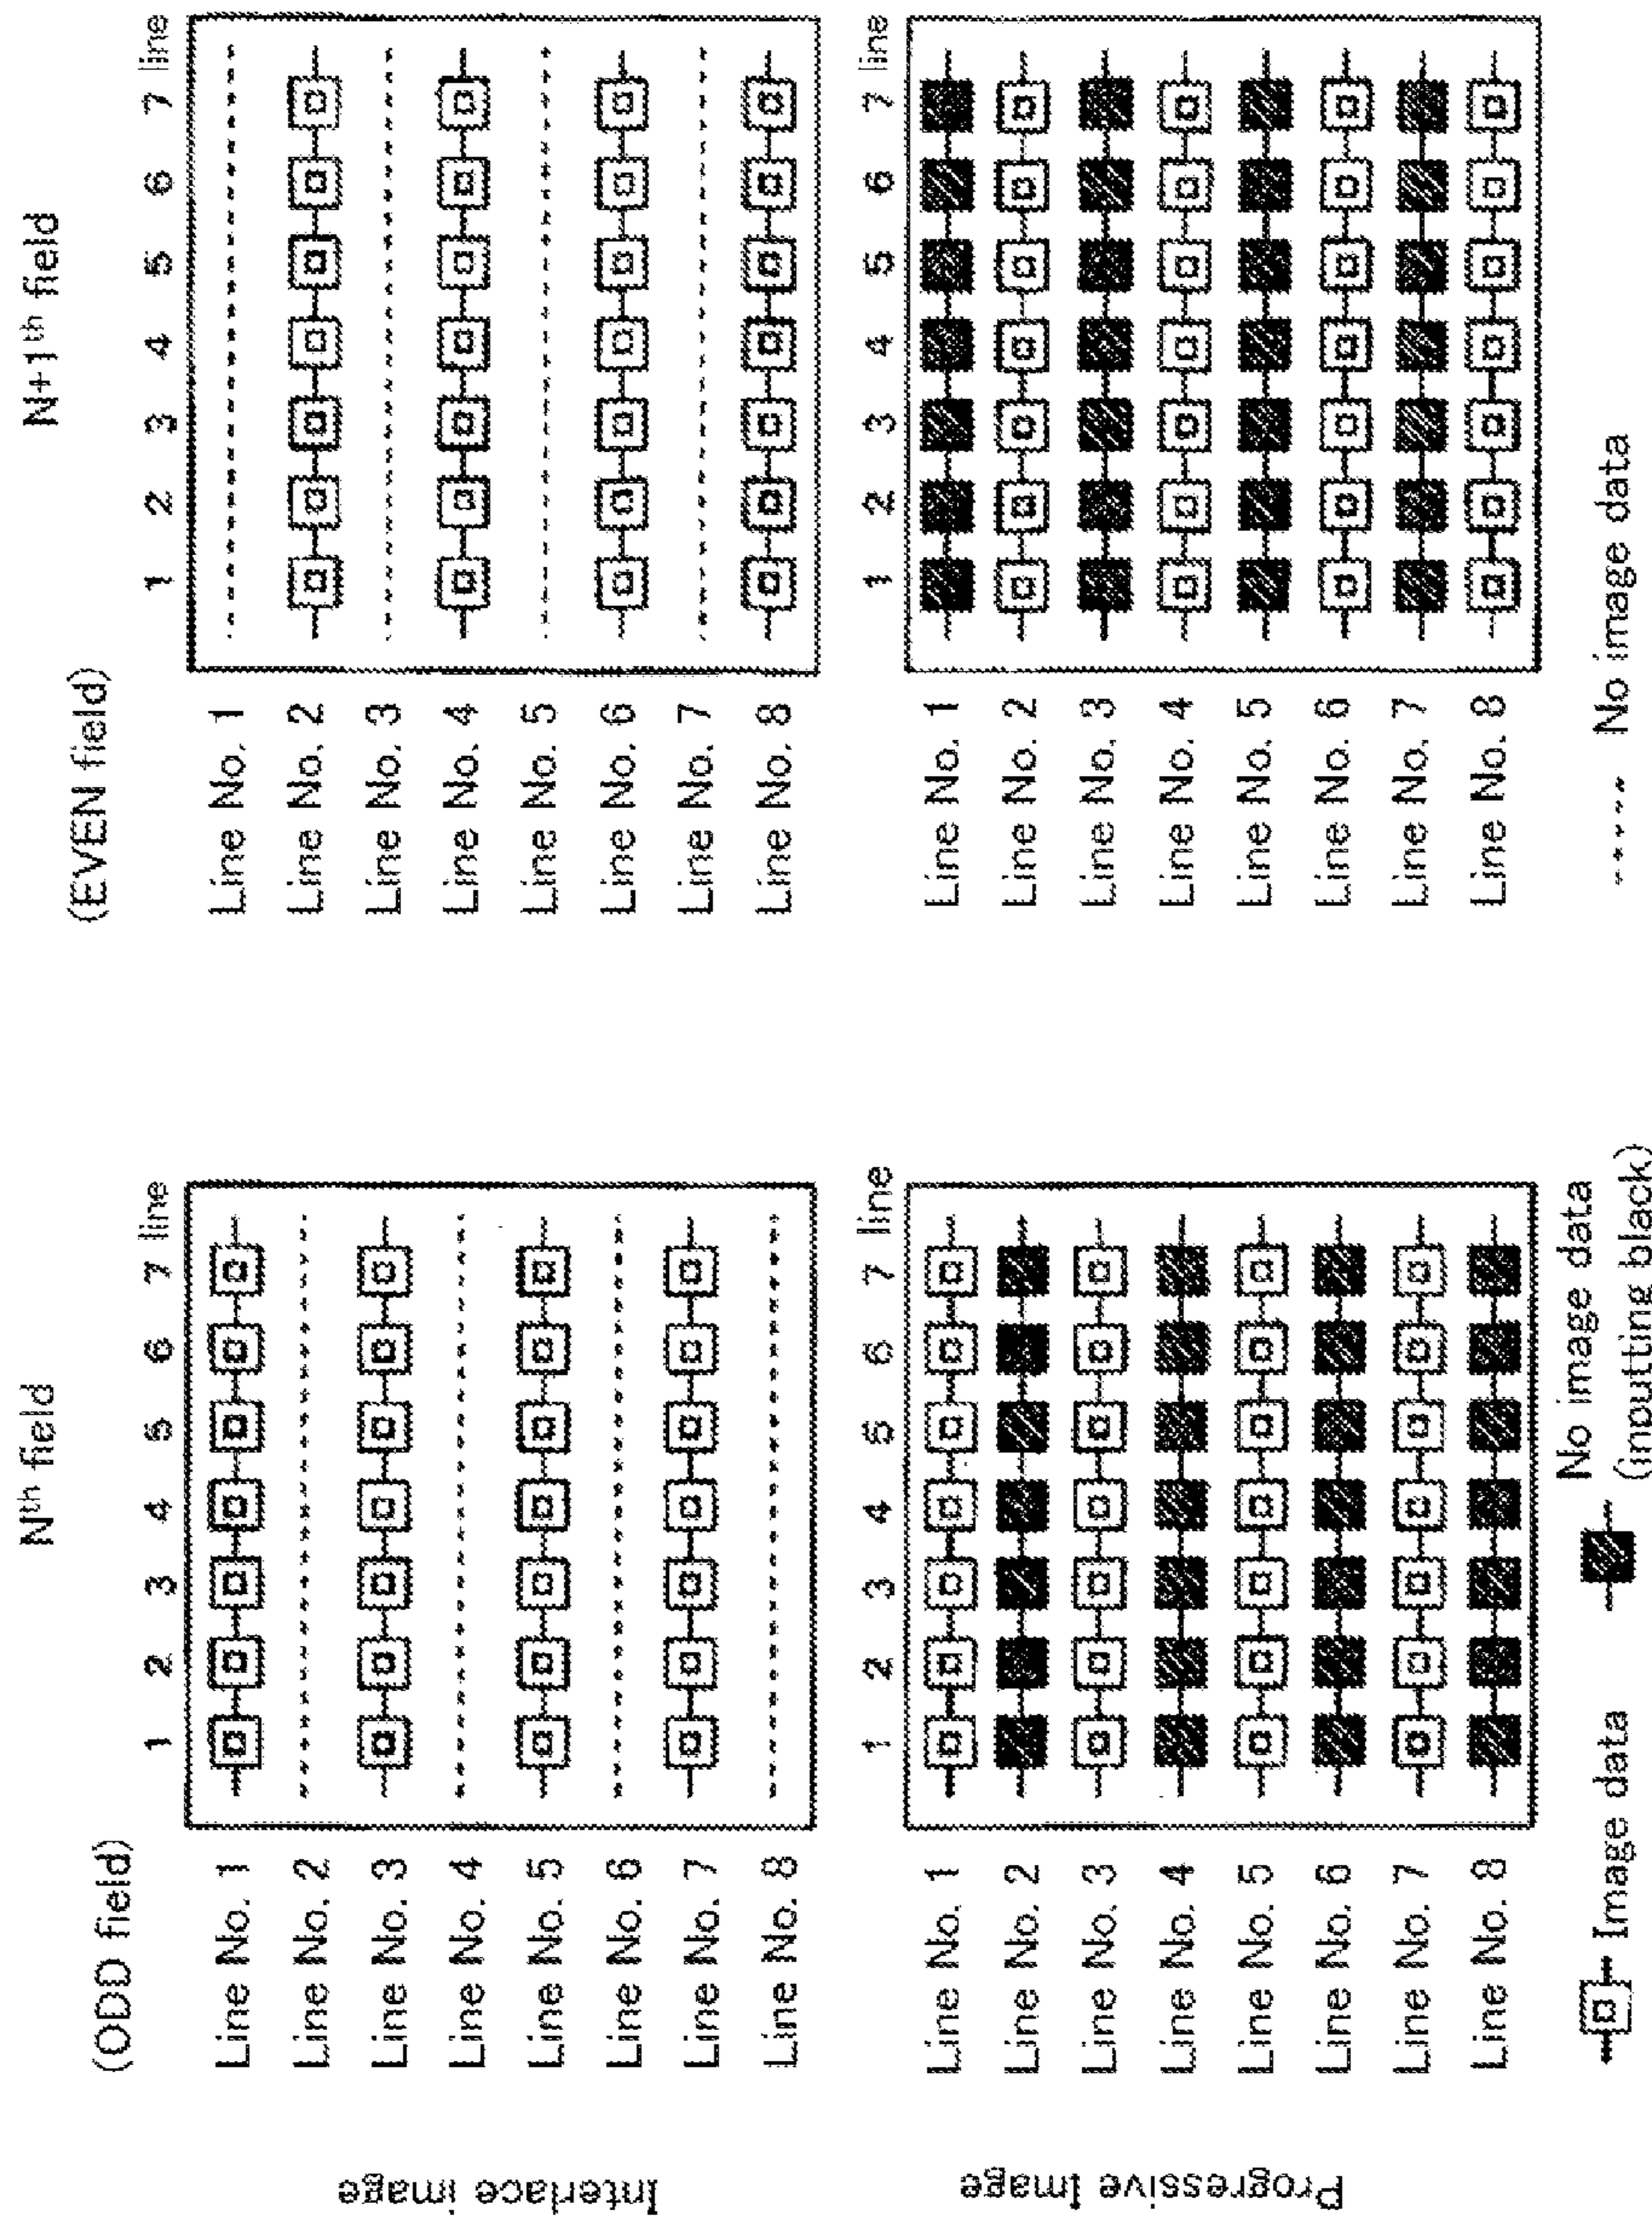 Nth field
N+1th field
(ODD field)
(EVEN field)
Interlace image
1 2 3 4 5 6 7 line
Line No. 1
Line No. 2
Line No. 3
Line No. 4
Line No. 5
Line No. 6
Line No. 7
Line No. 8
1 2 3 4 5 6 7 line
Line No. 1
Line No. 2
Line No. 3
Line No. 4
Line No. 5
Line No. 6
Line No. 7
Line No. 8
Progressive Image
1 2 3 4 5 6 7 line
Line No. 1
Line No. 2
Line No. 3
Line No. 4
Line No. 5
Line No. 6
Line No. 7
Line No. 8
1 2 3 4 5 6 7 line
Line No. 1
Line No. 2
Line No. 3
Line No. 4
Line No. 5
Line No. 6
Line No. 7
Line No. 8
Image data
No image data
(inputting black)
No image data